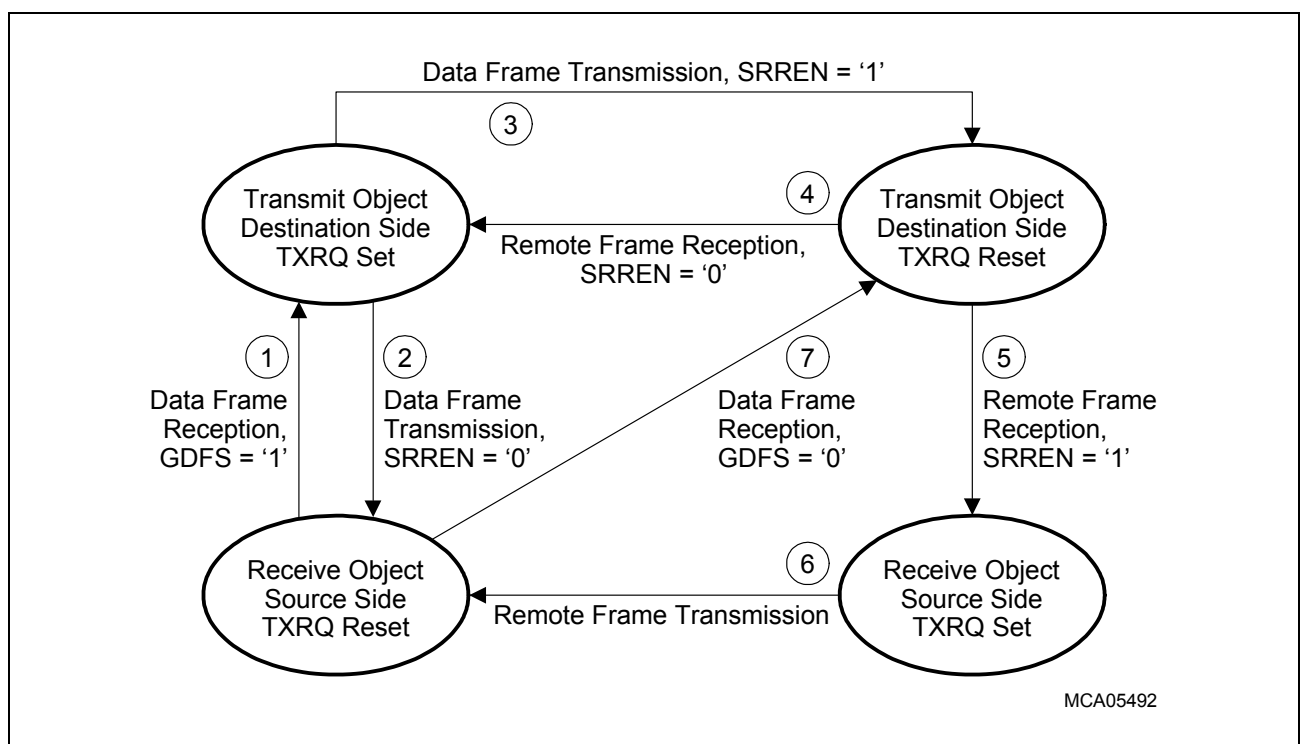 Data Frame Transmission, SRREN = ‘1’
3
Transmit Object
Destination Side
TXRQ Set
4
Transmit Object
Destination Side
TXRQ Reset
Remote Frame Reception,
SRREN = ‘0’
1
Data Frame
Reception,
GDFS = ‘1’
2
Data Frame
Transmission,
SRREN = ‘0’
7
Data Frame
Reception,
GDFS = ‘0’
5
Remote Frame
Reception,
SRREN = ‘1’
Receive Object
Source Side
TXRQ Reset
6
Remote Frame Transmission
Receive Object
Source Side
TXRQ Set
MCA05492